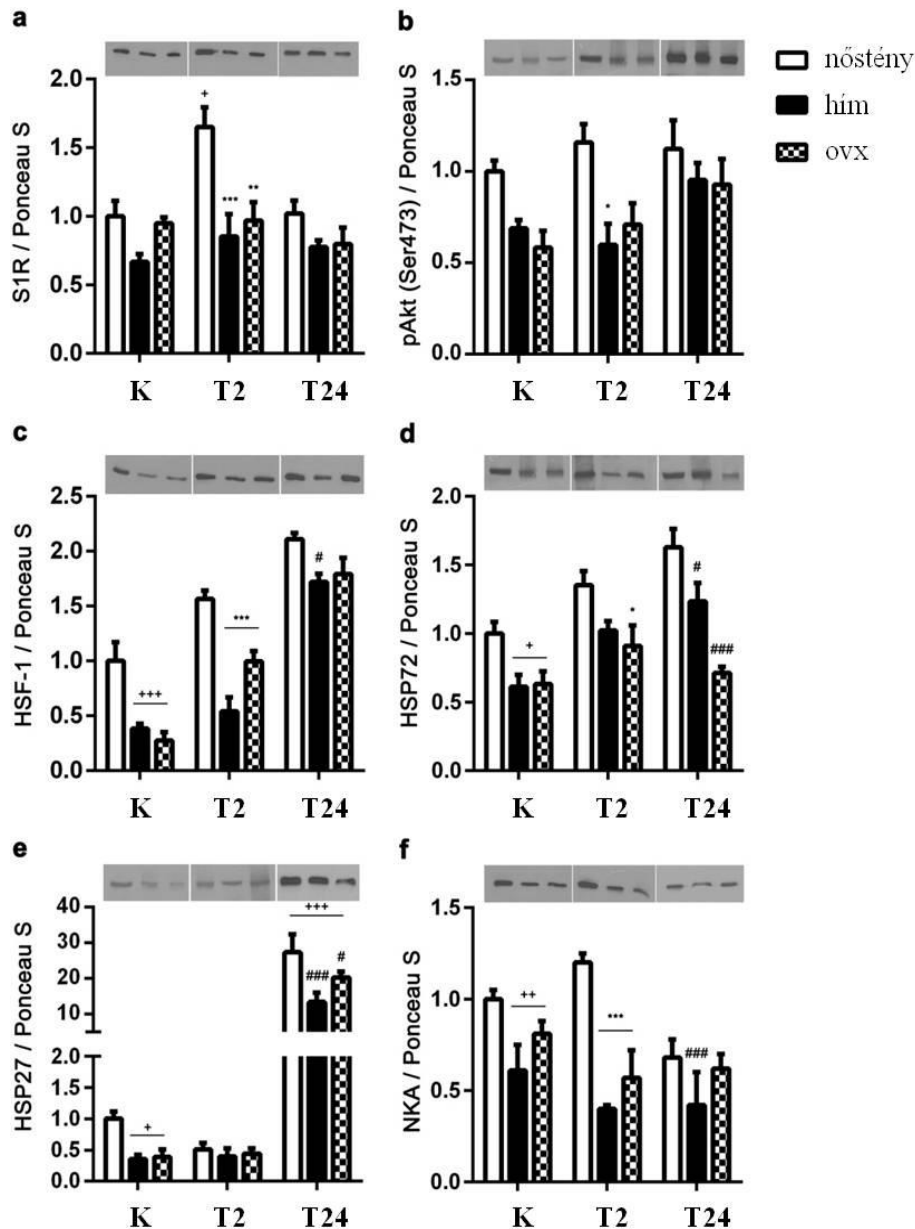 a
S1R / Ponceau S
2.0
1.5
1.0
0.5
0.0
+
***
**
K T2 T24
b
pAkt (Ser473) / Ponceau S
1.5
1.0
0.5
0.0
*
K T2 T24
nőstény
hím
ovx
c
HSF-1 / Ponceau S
2.5
2.0
1.5
1.0
0.5
0.0
+++
***
#
K T2 T24
d
HSP72 / Ponceau S
2.0
1.5
1.0
0.5
0.0
+
*
#
###
K T2 T24
e
HSP27 / Ponceau S
40
30
20
10
2.0
1.5
1.0
0.5
0.0
+
+++
###
#
K T2 T24
f
NKA / Ponceau S
1.5
1.0
0.5
0.0
++
***
###
K T2 T24